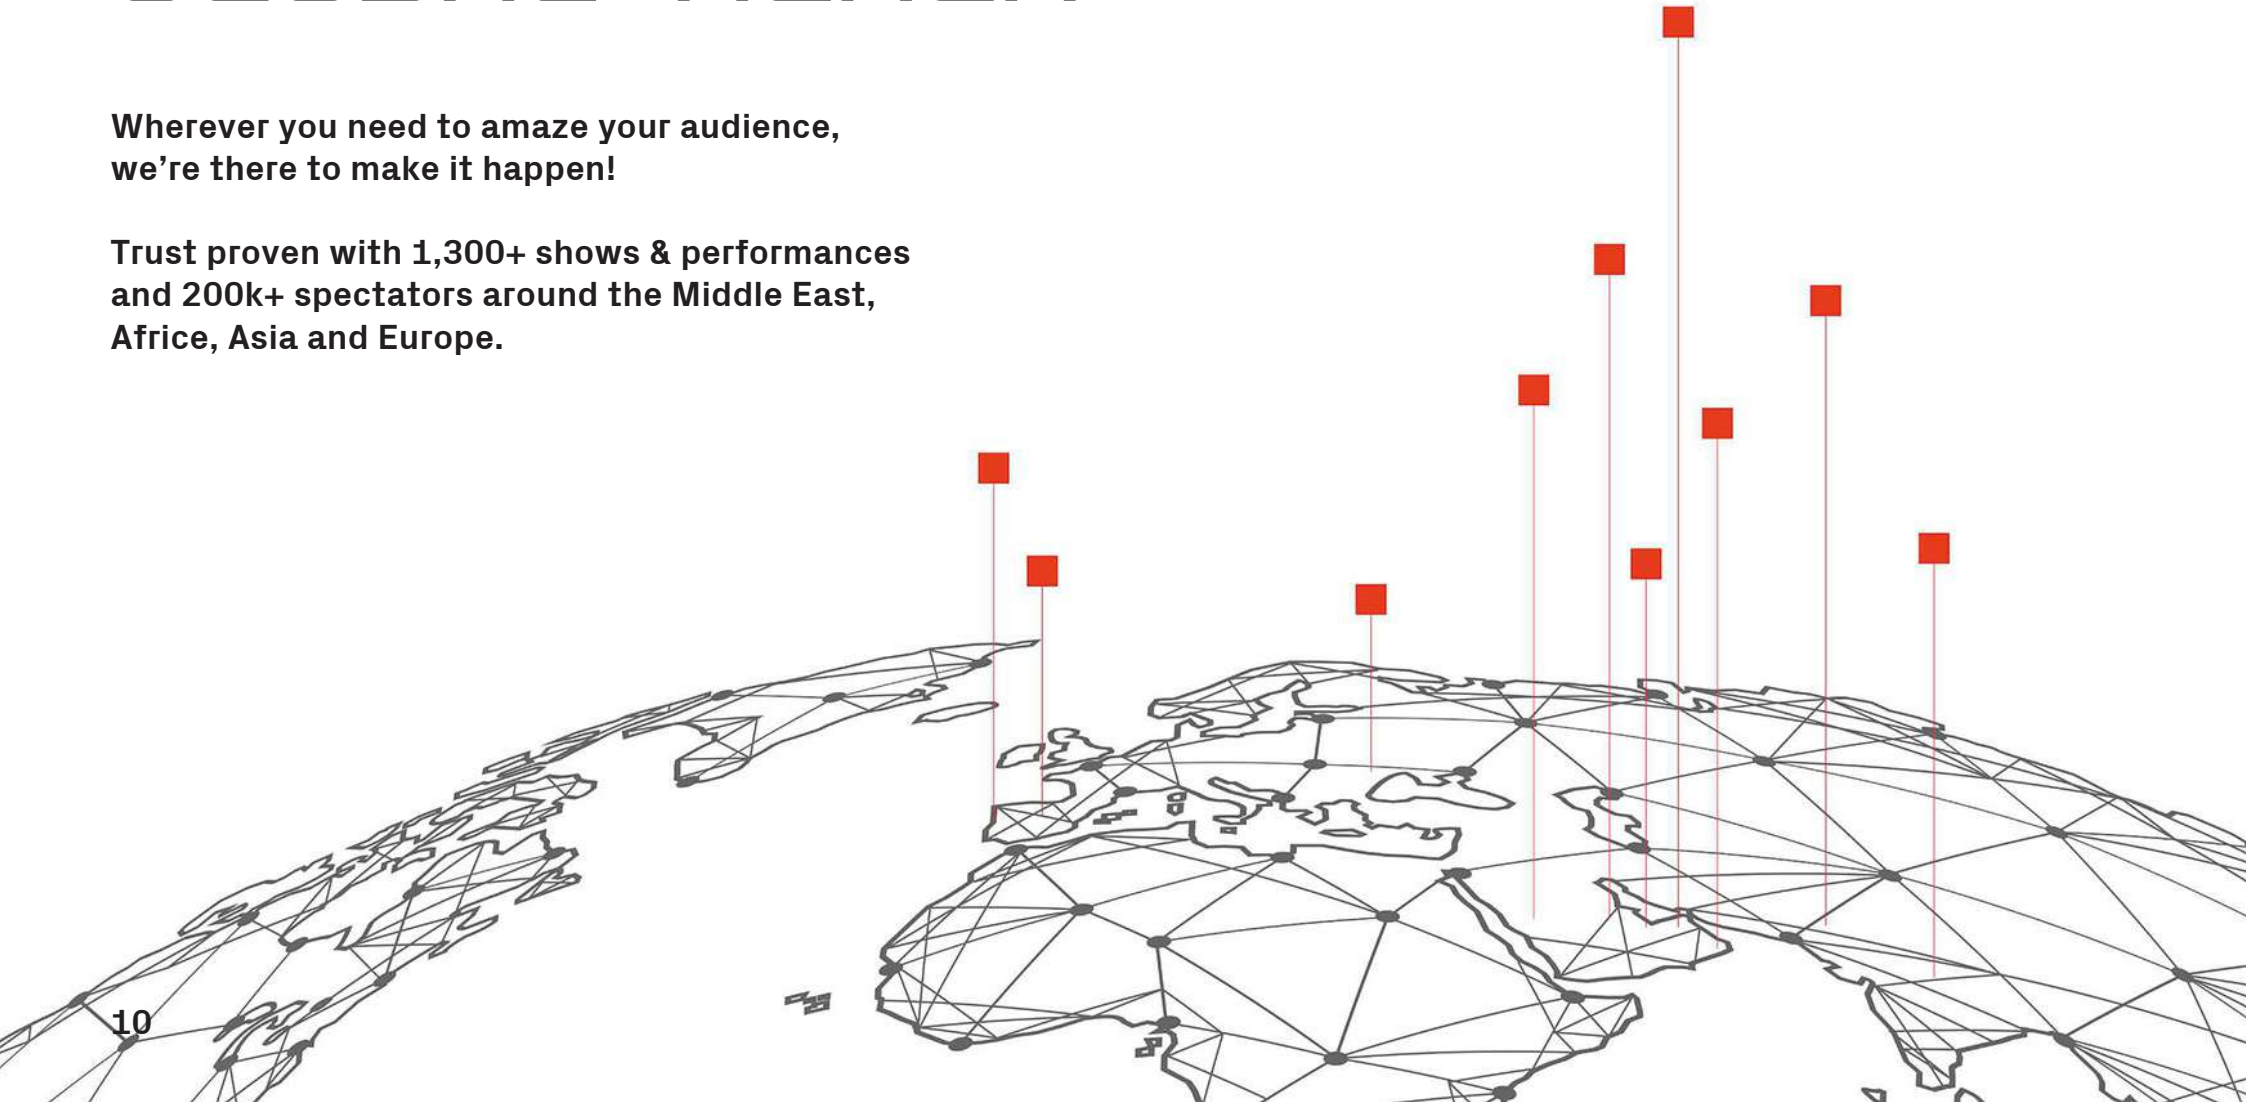 Wherever you need to amaze your audience,
we’re there to make it happen!
Trust proven with 1,300+ shows & performances
and 200k+ spectators around the Middle East,
Africe, Asia and Europe.
10